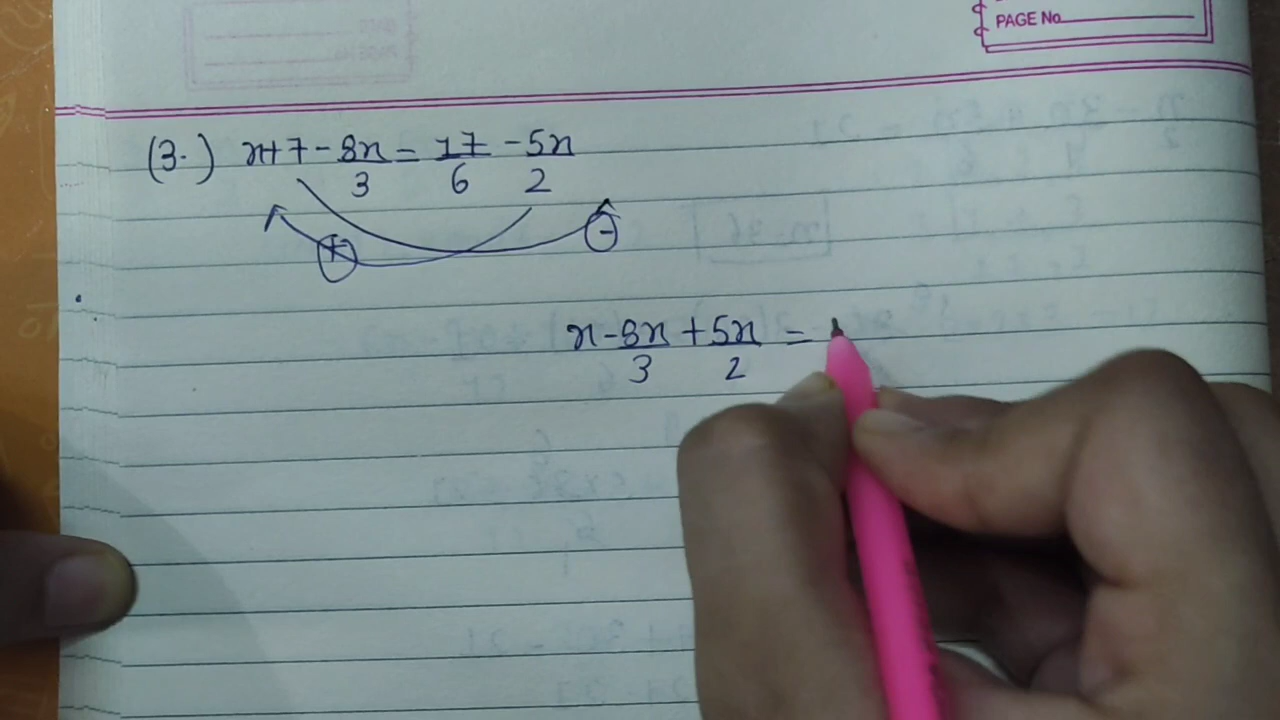 PAGE No.
(3.) x+7-8x/3 = 17/6 -5x/2
+ -
x-8x/3 +5x/2 =